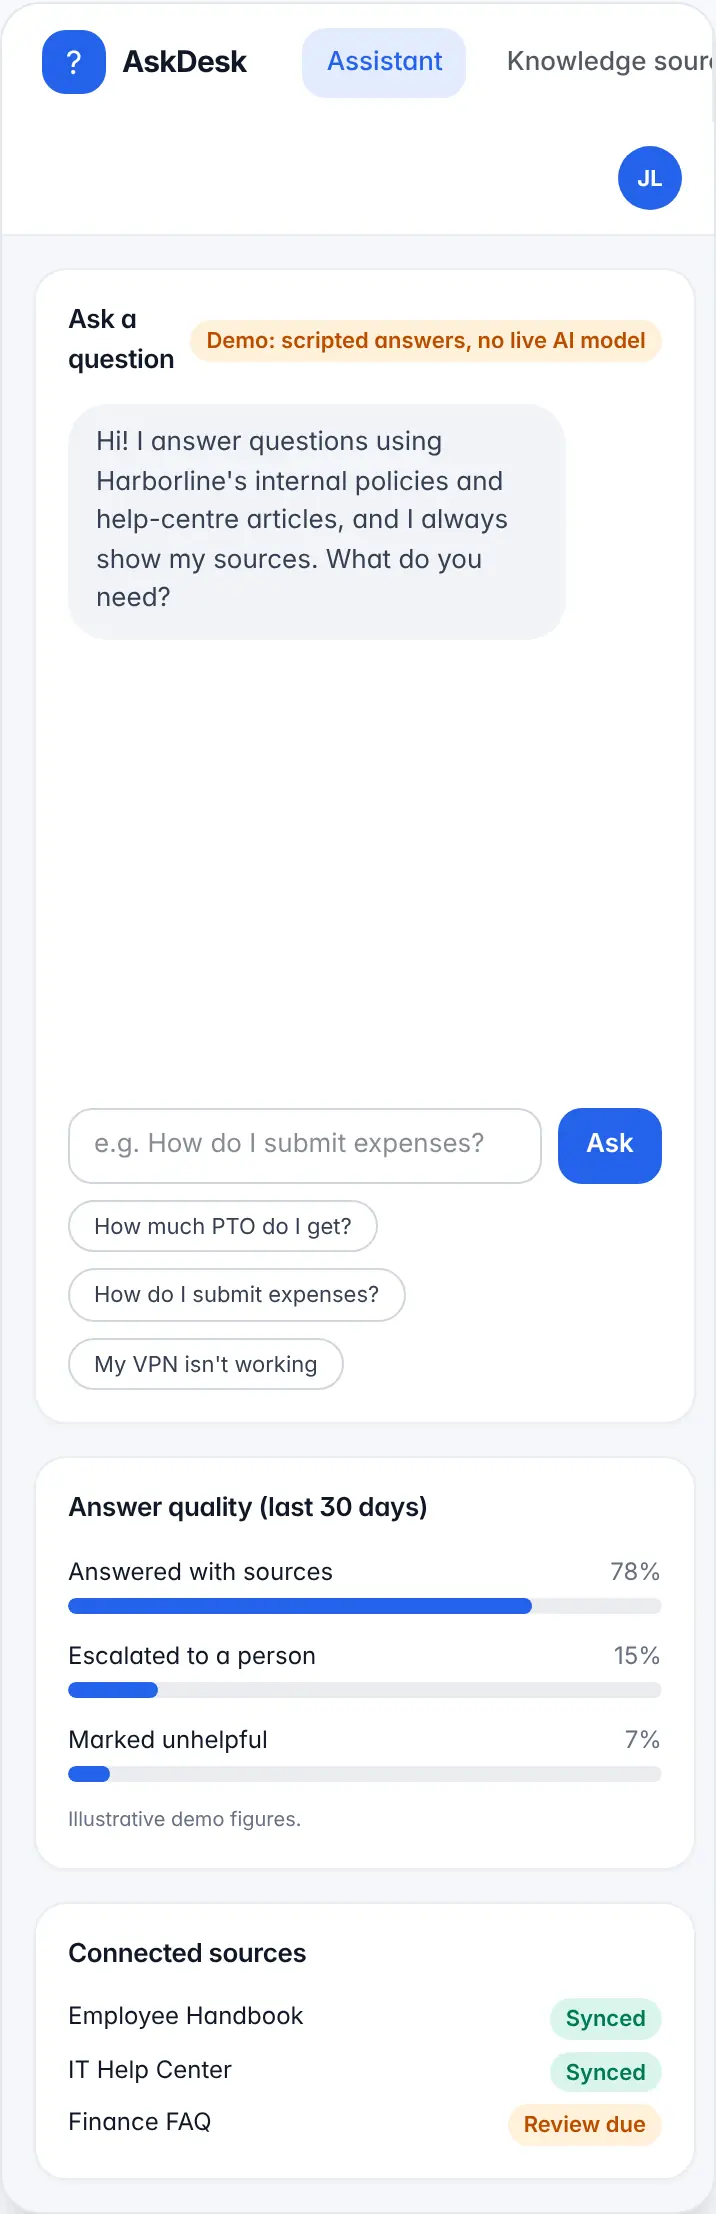 ?
AskDesk
Assistant
Knowledge
JL
Ask a
question
Demo: scripted answers, no live AI model
Hi! I answer questions using
Harborline's internal policies and
help-centre articles, and I always
show my sources. What do you
need?
e.g. How do I submit expenses?
Ask
How much PTO do I get?
How do I submit expenses?
My VPN isn't working
Answer quality (last 30 days)
Answered with sources
78%
Escalated to a person
15%
Marked unhelpful
7%
Illustrative demo figures.
Connected sources
Employee Handbook
Synced
IT Help Center
Synced
Finance FAQ
Review due